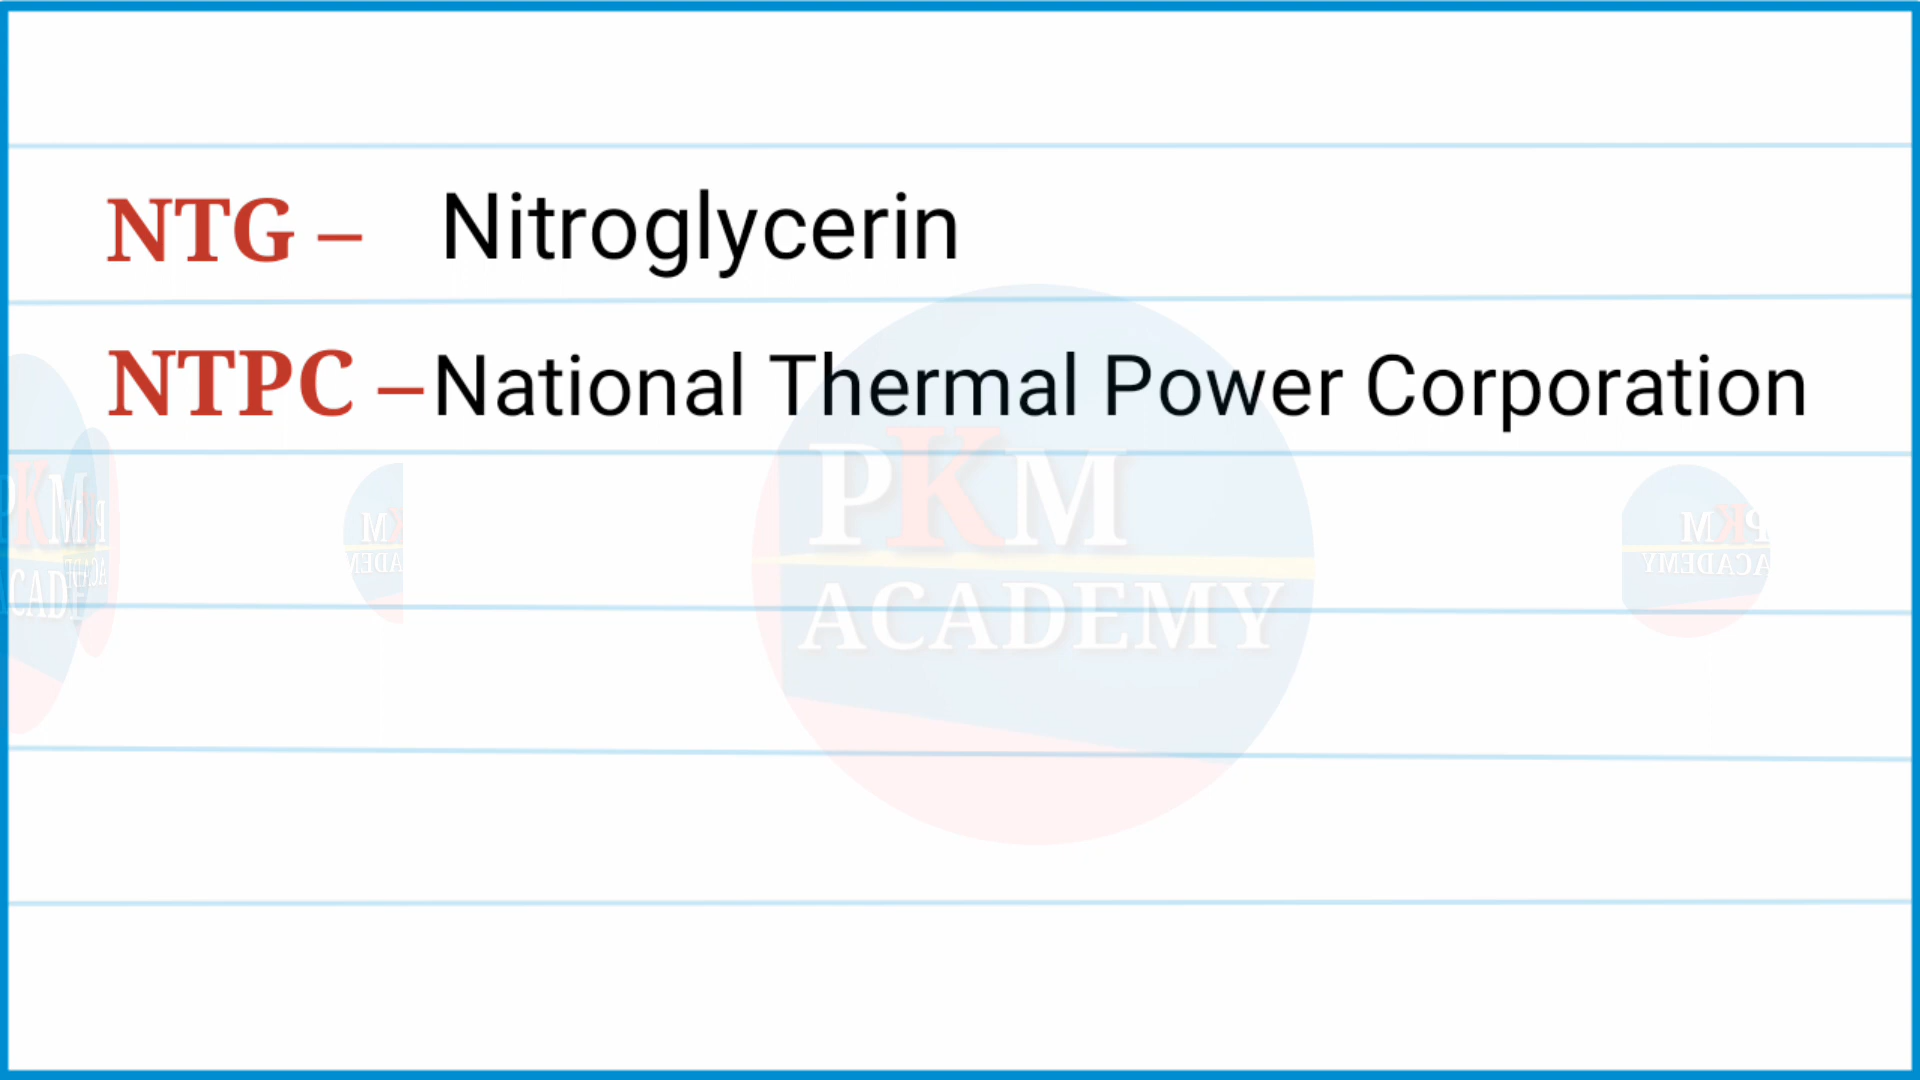 NTG – Nitroglycerin
NTPC – National Thermal Power Corporation
PKM
ACADEMY